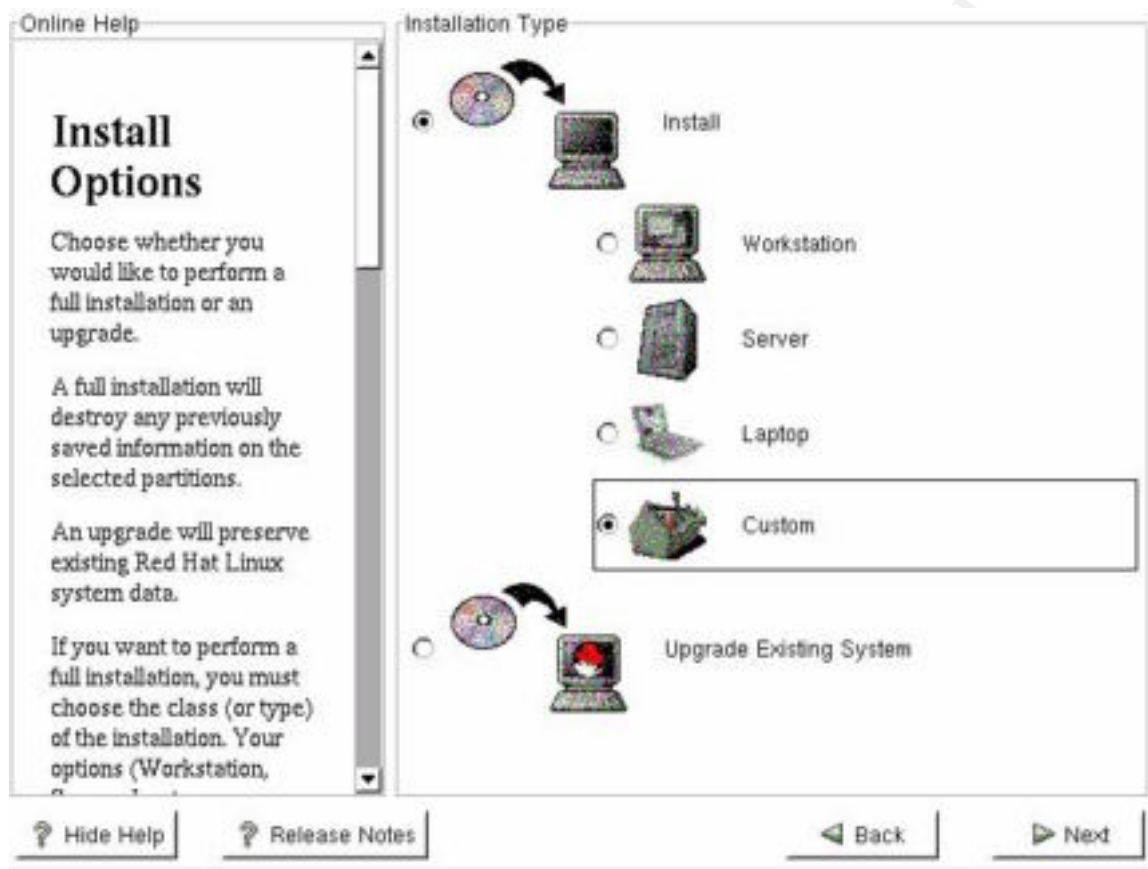 Online Help
Install
Options
Choose whether you
would like to perform a
full installation or an
upgrade.
A full installation will
destroy any previously
saved information on the
selected partitions.
An upgrade will preserve
existing Red Hat Linux
system data.
If you want to perform a
full installation, you must
choose the class (or type)
of the installation. Your
options (Workstation,
Installation Type
Install
Workstation
Server
Laptop
Custom
Upgrade Existing System
Hide Help
Release Notes
Back
Next